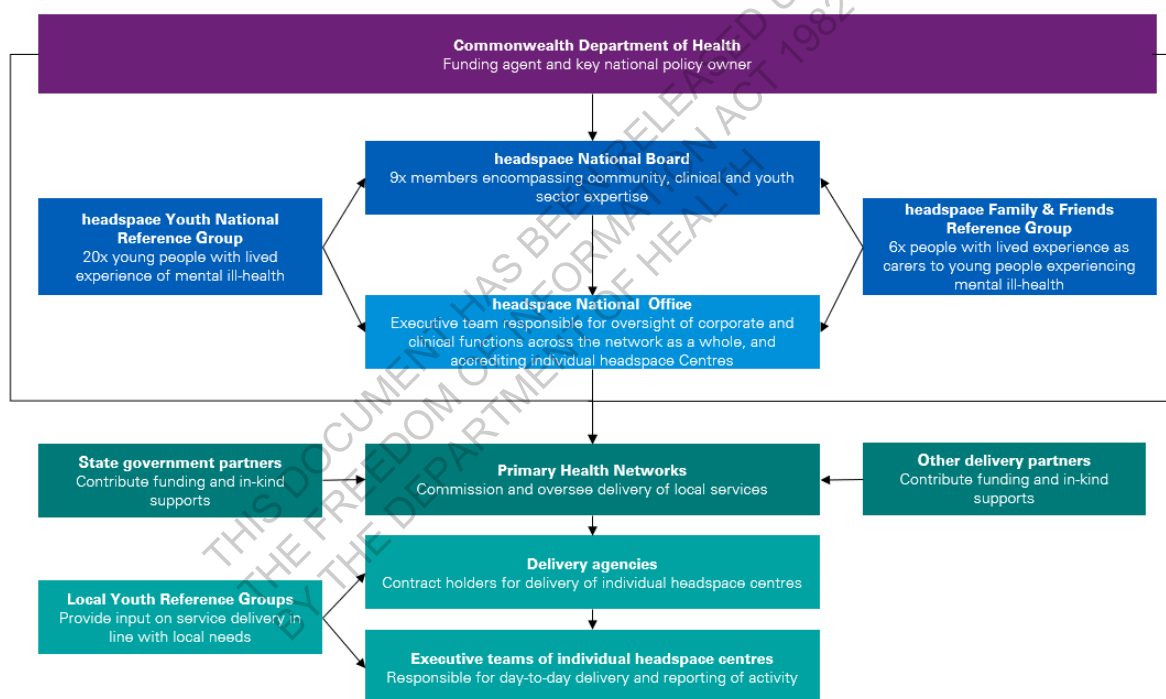 Commonwealth Department of Health
Funding agent and key national policy owner
headspace National Board
9x members encompassing community, clinical and youth
sector expertise
headspace Youth National
Reference Group
20x young people with lived
experience of mental ill-health
headspace Family & Friends
Reference Group
6x people with lived experience as
carers to young people experiencing
mental ill-health
headspace National Office
Executive team responsible for oversight of corporate and
clinical functions across the network as a whole, and
accrediting individual headspace Centres
State government partners
Contribute funding and in-kind
supports
Primary Health Networks
Commission and oversee delivery of local services
Other delivery partners
Contribute funding and in-kind
supports
Delivery agencies
Contract holders for delivery of individual headspace centres
Local Youth Reference Groups
Provide input on service delivery in
line with local needs
Executive teams of individual headspace centres
Responsible for day-to-day delivery and reporting of activity
THIS DOCUMENT HAS BEEN RELEASED
THE FREEDOM OF INFORMATION ACT 1982
BY THE DEPARTMENT OF HEALTH